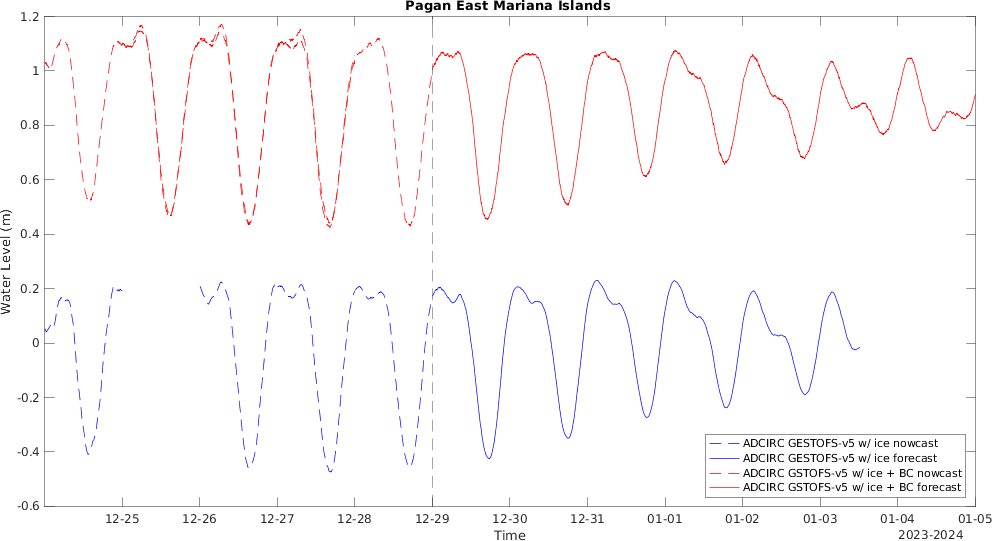 Pagan East Mariana Islands
1.2
1
0.8
0.6
0.4
0.2
0
-0.2
-0.4
-0.6
Water Level (m)
ADCIRC GESTOFS-v5 w/ ice nowcast
ADCIRC GESTOFS-v5 w/ ice forecast
ADCIRC GSTOFS-v5 w/ ice + BC nowcast
ADCIRC GSTOFS-v5 w/ ice + BC forecast
12-25 12-26 12-27 12-28 12-29 12-30 12-31 01-01 01-02 01-03 01-04 01-05
Time
2023-2024